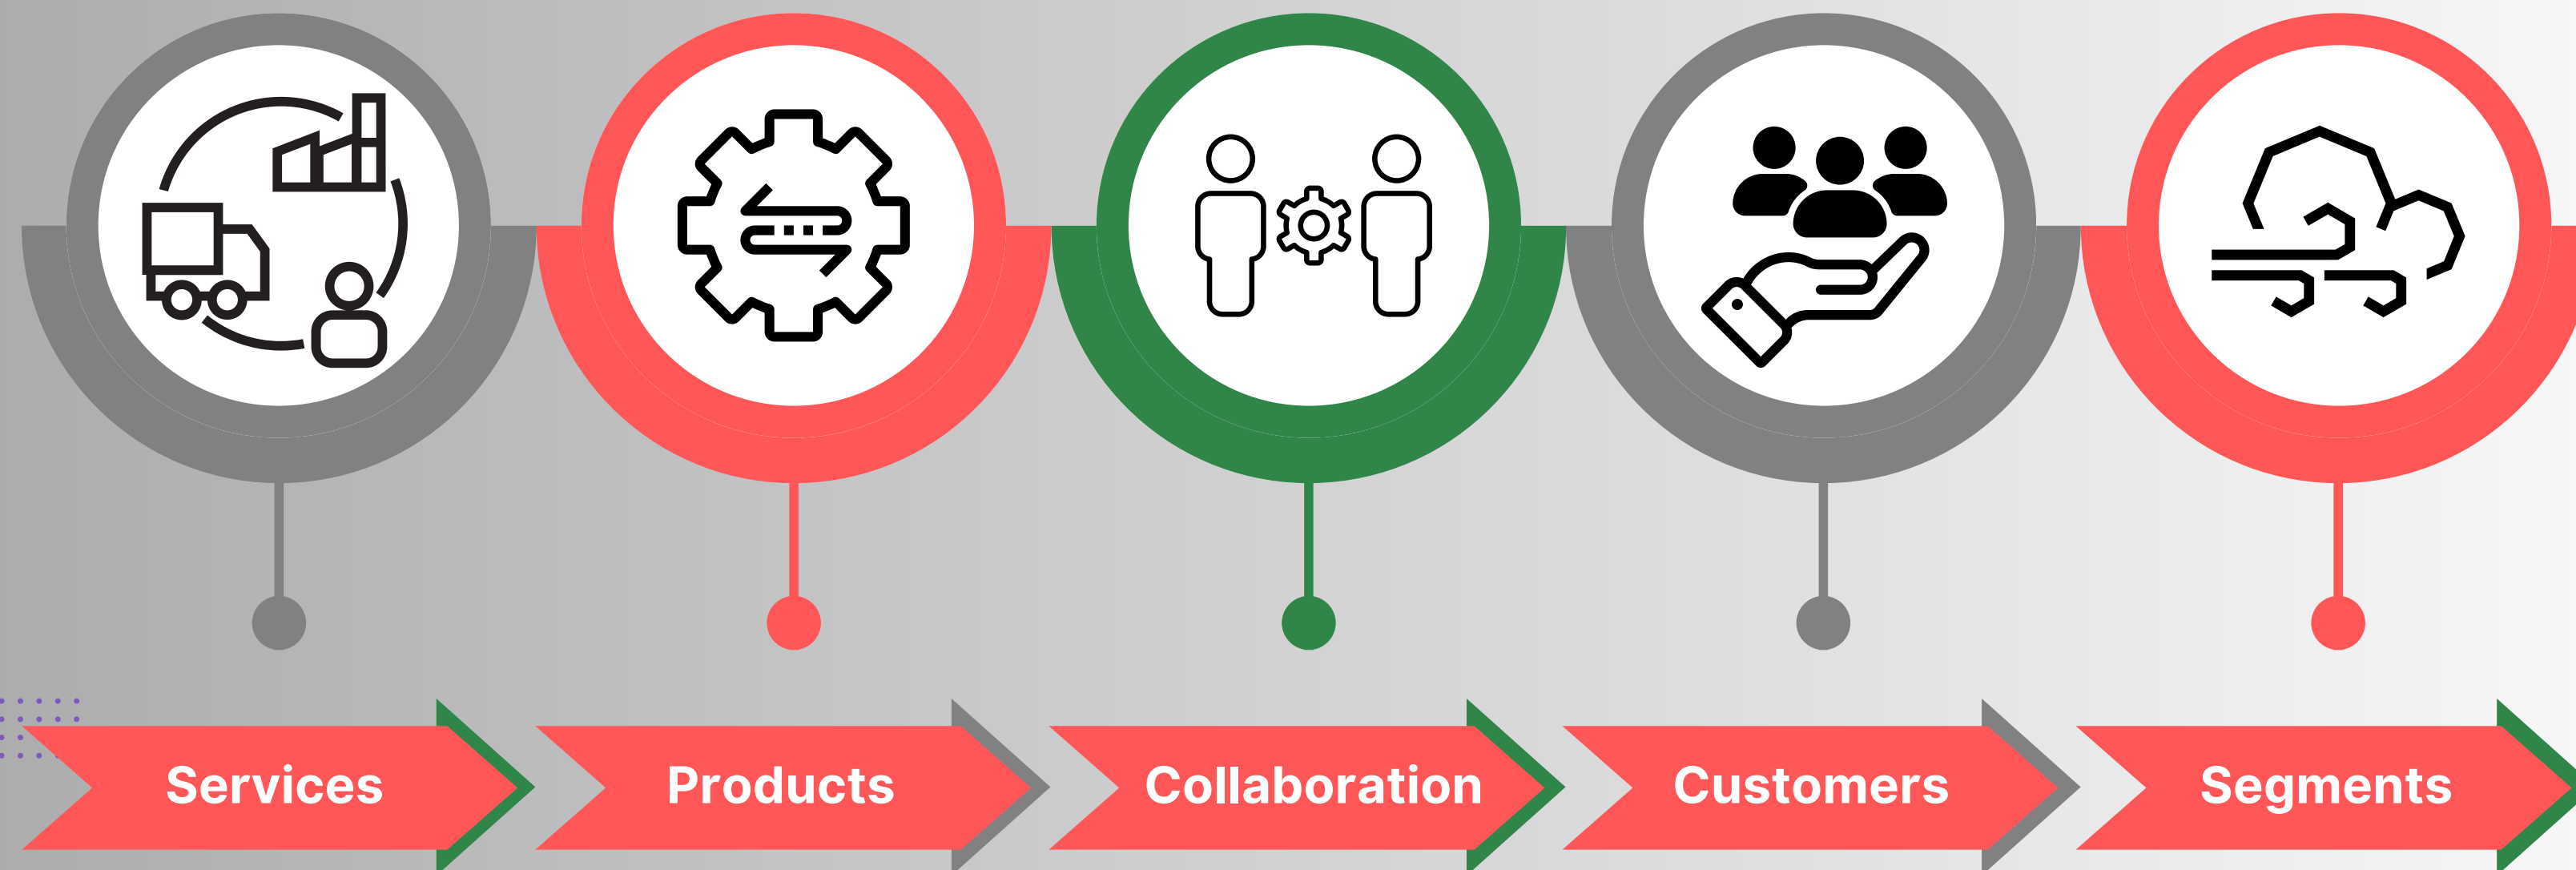 Services
Products
Collaboration
Customers
Segments